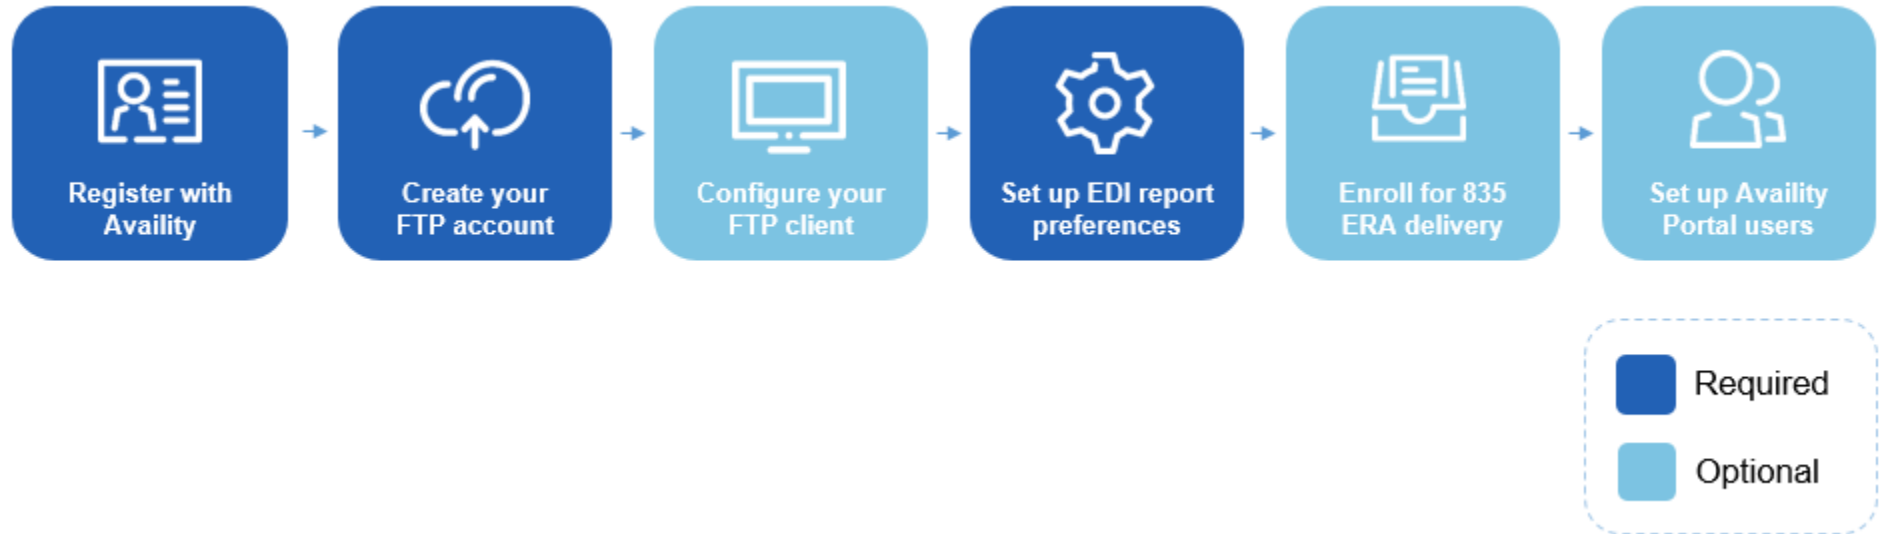 Register with
Availity
Create your
FTP account
Configure your
FTP client
Set up EDI report
preferences
Enroll for 835
ERA delivery
Set up Availity
Portal users
Required
Optional